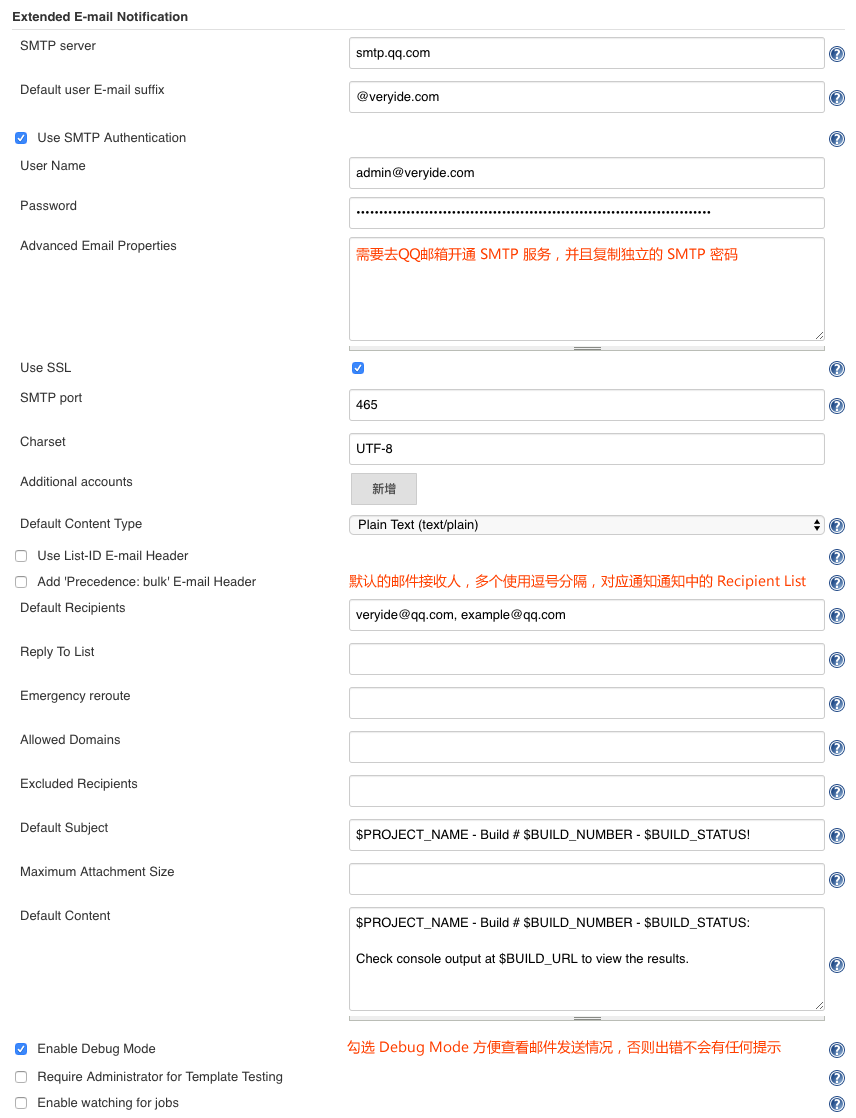 Extended E-mail Notification
SMTP server
smtp.qq.com
Default user E-mail suffix
@veryide.com
Use SMTP Authentication
User Name
admin@veryide.com
Password
Advanced Email Properties
需要去QQ邮箱开通 SMTP 服务，并且复制独立的 SMTP 密码
Use SSL
SMTP port
465
Charset
UTF-8
Additional accounts
新增
Default Content Type
Plain Text (text/plain)
Use List-ID E-mail Header
Add 'Precedence: bulk' E-mail Header
默认的邮件接收人，多个使用逗号分隔，对应通知通知中的 Recipient List
Default Recipients
veryide@qq.com, example@qq.com
Reply To List
Emergency reroute
Allowed Domains
Excluded Recipients
Default Subject
$PROJECT_NAME - Build # $BUILD_NUMBER - $BUILD_STATUS!
Maximum Attachment Size
Default Content
$PROJECT_NAME - Build # $BUILD_NUMBER - $BUILD_STATUS:
Check console output at $BUILD_URL to view the results.
Enable Debug Mode
勾选 Debug Mode 方便查看邮件发送情况，否则出错不会有任何提示
Require Administrator for Template Testing
Enable watching for jobs